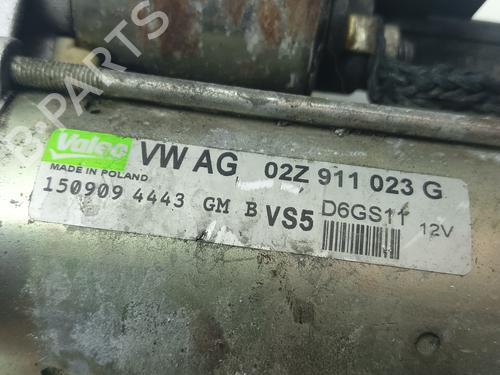 B-PARTS
Valeo VW AG 02Z 911 023 G
MADE IN POLAND
150909 4443 GM B VS5 D6GS11 12V